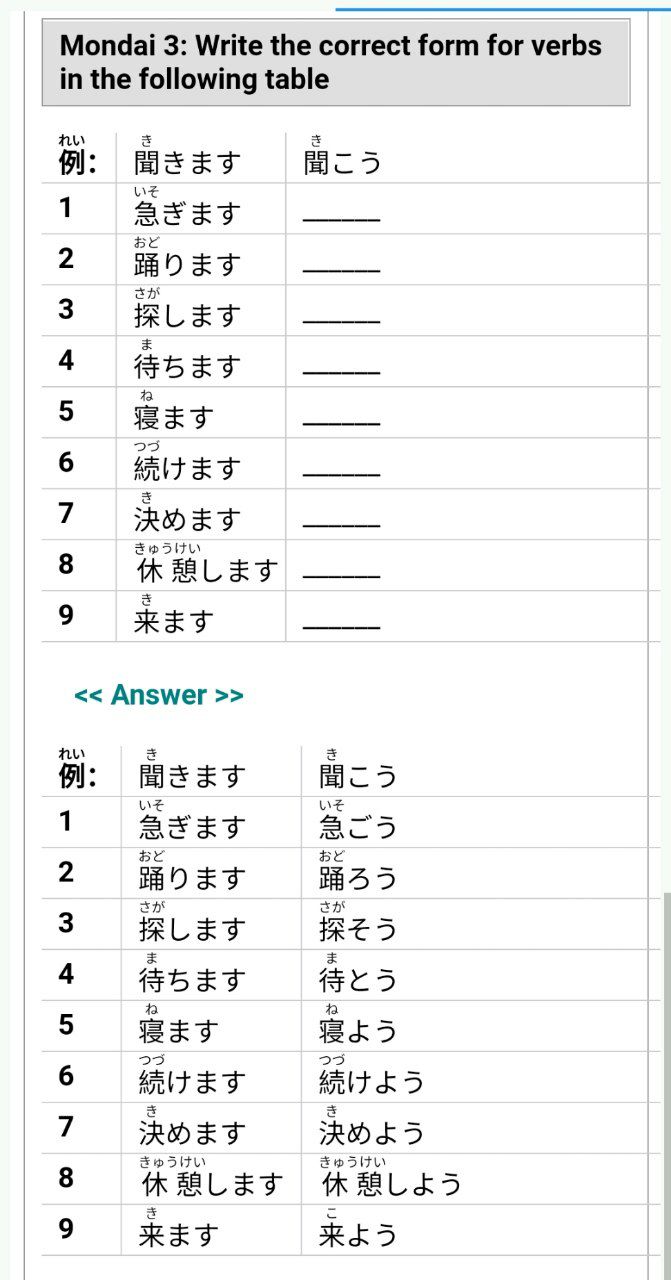 Mondai 3: Write the correct form for verbs
in the following table
れい き き
例: 聞きます 聞こう
いそ
1 急ぎます ______
おど
2 踊ります ______
さが
3 探します ______
ま
4 待ちます ______
ね
5 寝ます ______
つづ
6 続けます ______
き
7 決めます ______
きゅうけい
8 休憩します ______
き
9 来ます ______
<< Answer >>
れい き き
例: 聞きます 聞こう
いそ いそ
1 急ぎます 急ごう
おど おど
2 踊ります 踊ろう
さが さが
3 探します 探そう
ま ま
4 待ちます 待とう
ね ね
5 寝ます 寝よう
つづ つづ
6 続けます 続けよう
き き
7 決めます 決めよう
きゅうけい きゅうけい
8 休憩します 休憩しよう
き こ
9 来ます 来よう